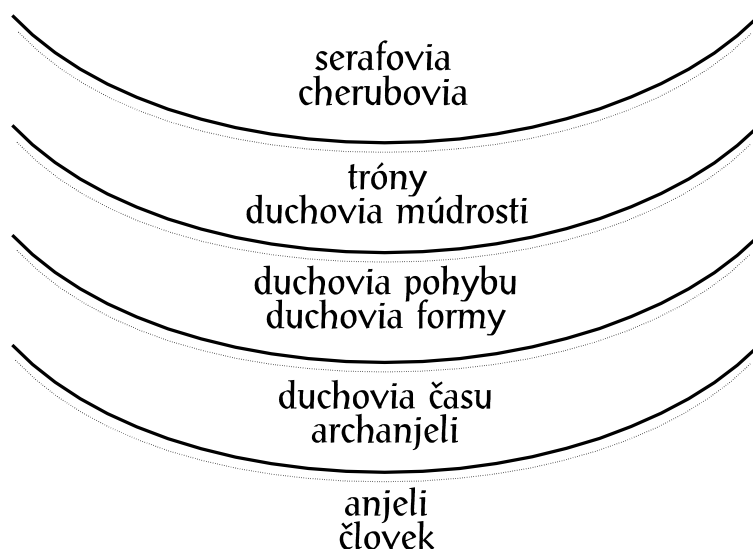 serafovia
cherubovia
tróny
duchovia múdrosti
duchovia pohybu
duchovia formy
duchovia času
archanjeli
anjeli
človek